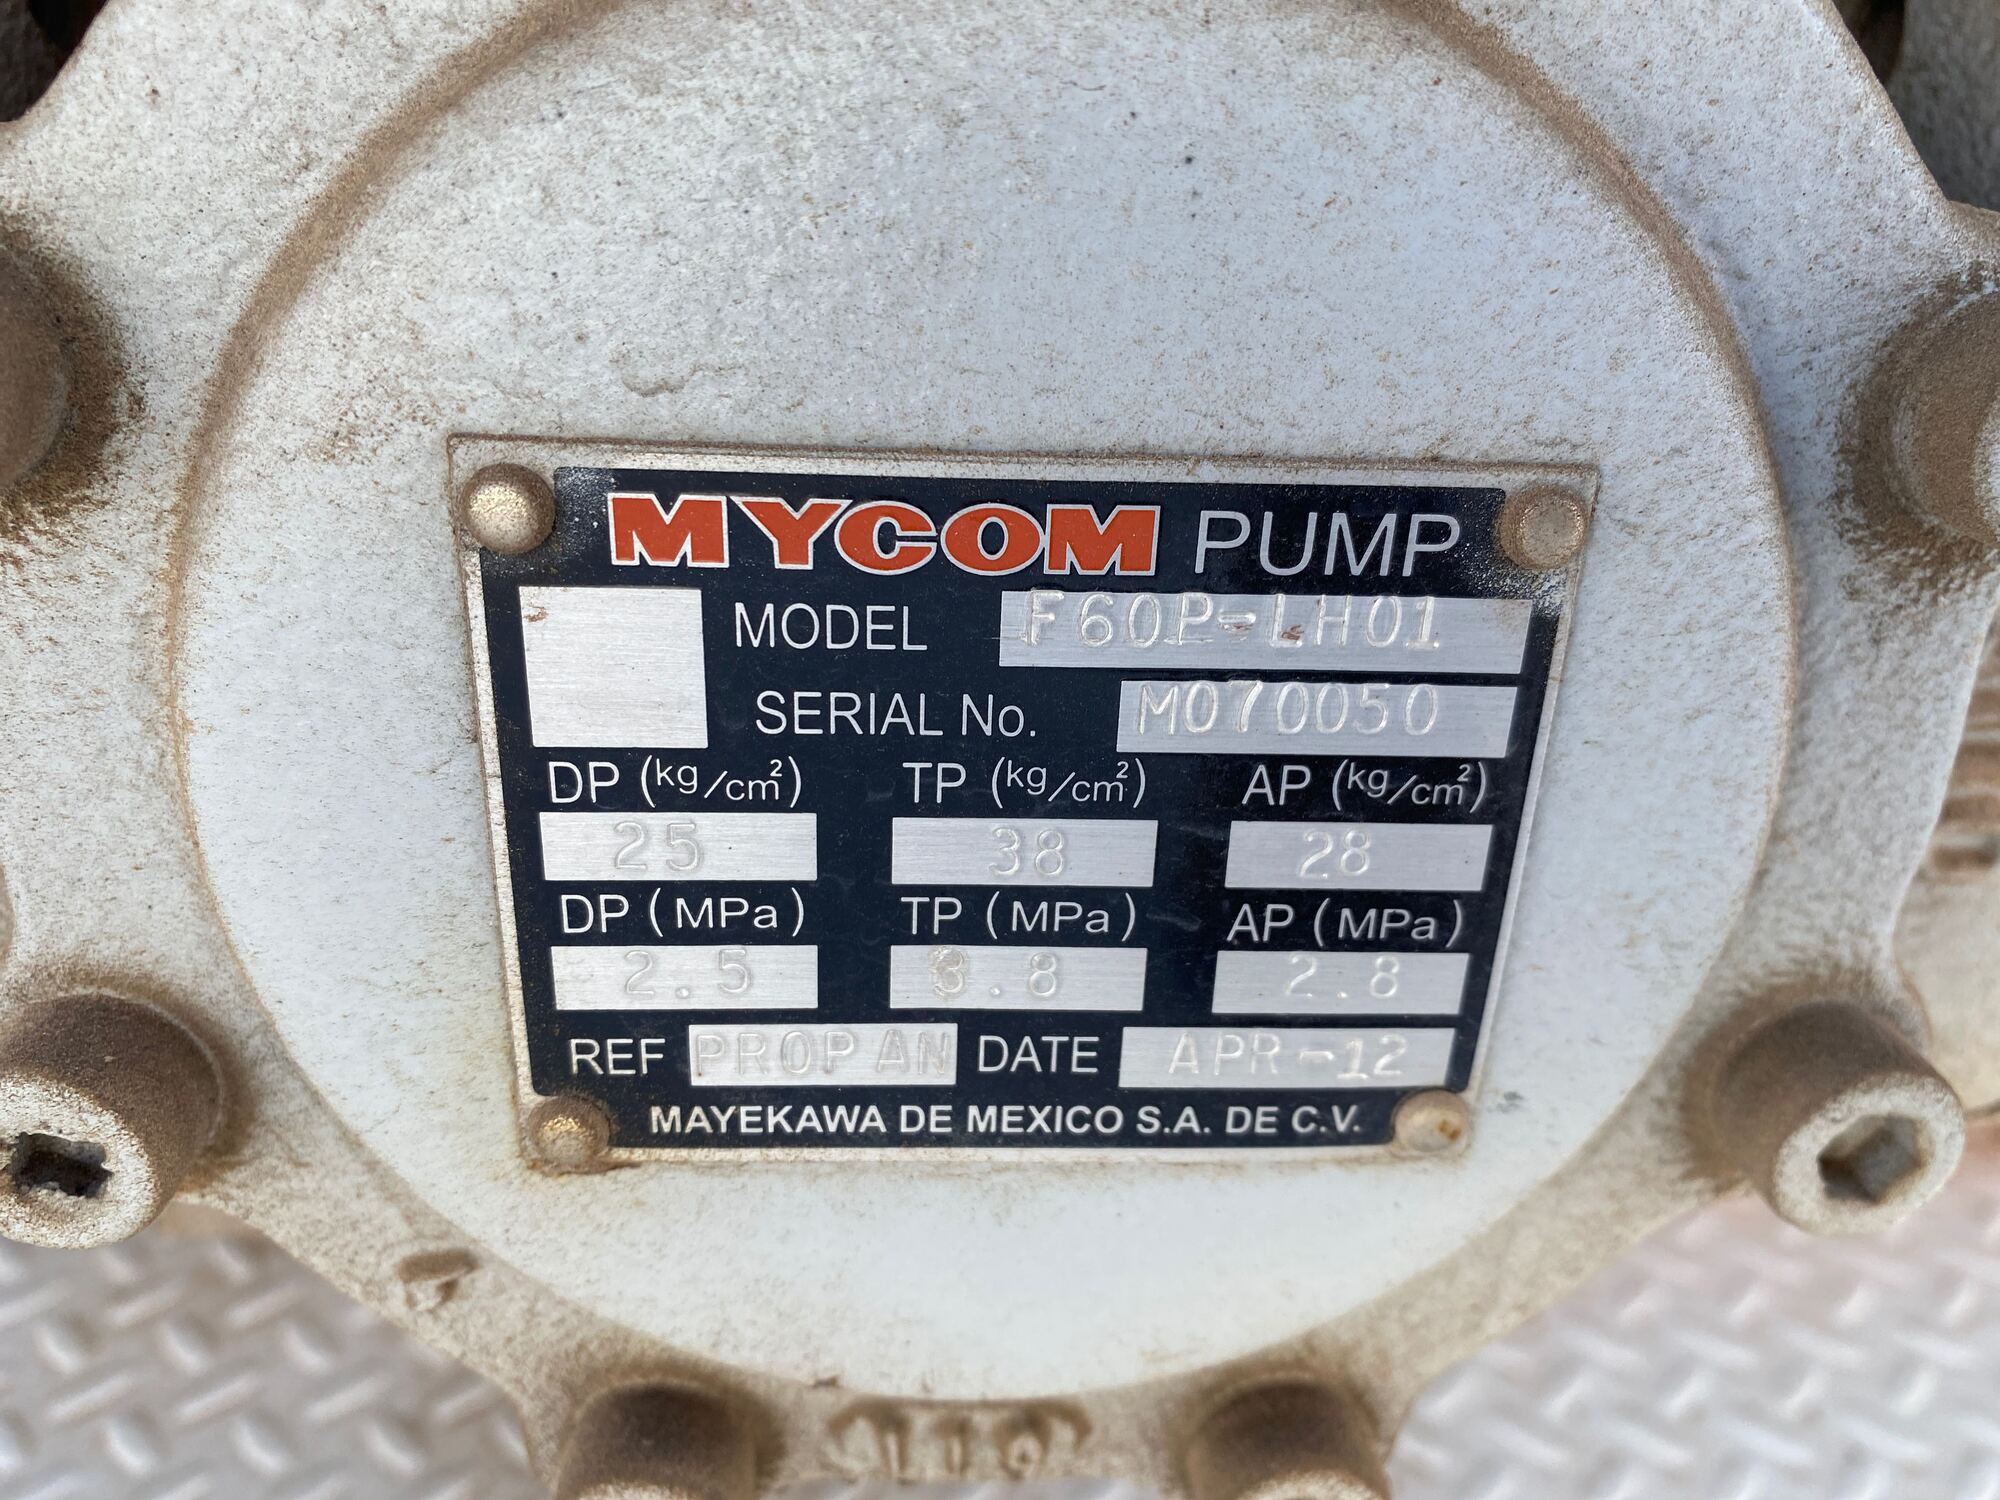 MYCOM PUMP
MODEL F60P-LH01
SERIAL No. M070050
DP (kg/cm²) TP (kg/cm²) AP (kg/cm²)
25 38 28
DP (MPa) TP (MPa) AP (MPa)
2.5 3.8 2.8
REF PROPAN DATE APR-12
MAYEKAWA DE MEXICO S.A. DE C.V.